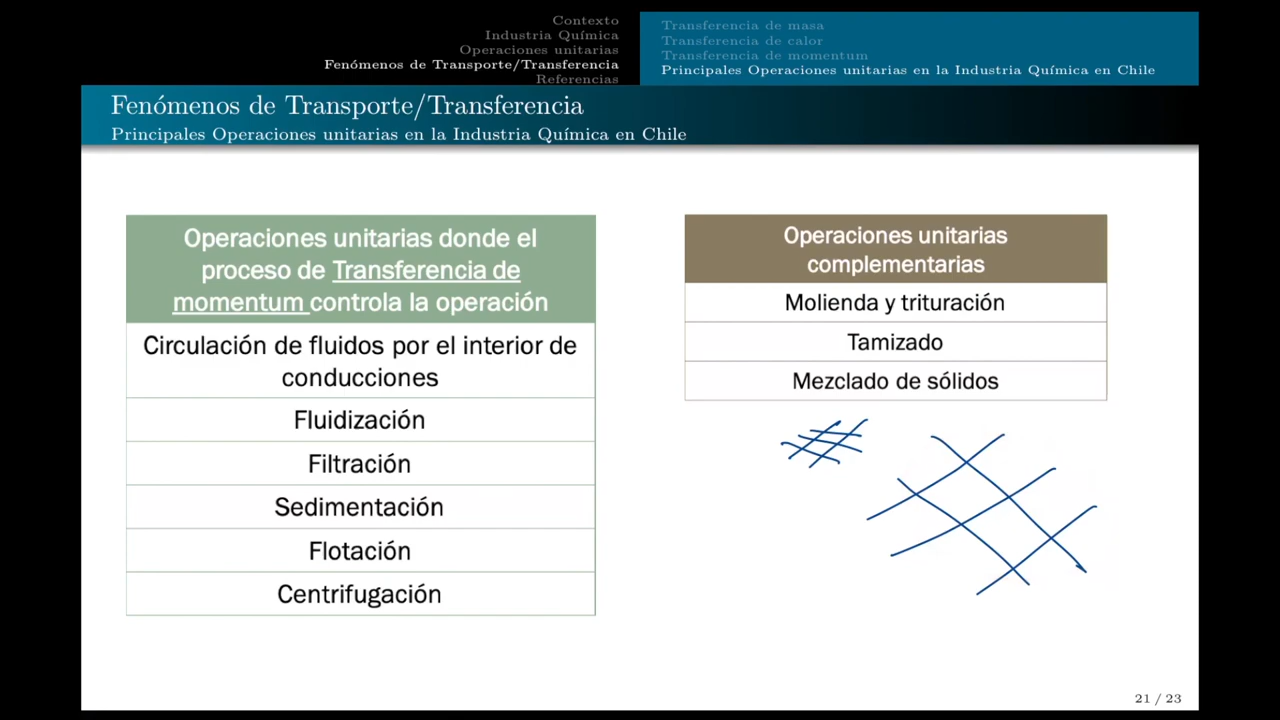 Contexto
Industria Química
Operaciones unitarias
Fenómenos de Transporte/Transferencia
Referencias
Transferencia de masa
Transferencia de calor
Transferencia de momentum
Principales Operaciones unitarias en la Industria Química en Chile
Fenómenos de Transporte/Transferencia
Principales Operaciones unitarias en la Industria Química en Chile
Operaciones unitarias donde el
proceso de Transferencia de
momentum controla la operación
Circulación de fluidos por el interior de
conducciones
Fluidización
Filtración
Sedimentación
Flotación
Centrifugación
Operaciones unitarias
complementarias
Molienda y trituración
Tamizado
Mezclado de sólidos
21 / 23